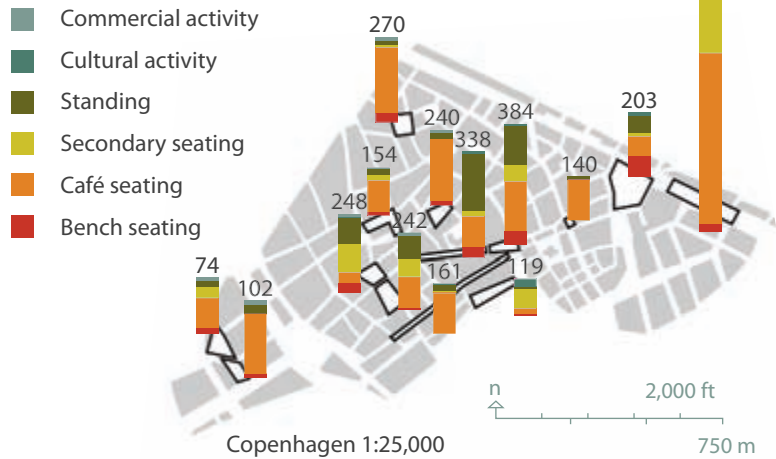 Commercial activity
Cultural activity
Standing
Secondary seating
Café seating
Bench seating
270
240
384
338
203
154
140
248
242
74
102
161
119
n
2,000 ft
750 m
Copenhagen 1:25,000